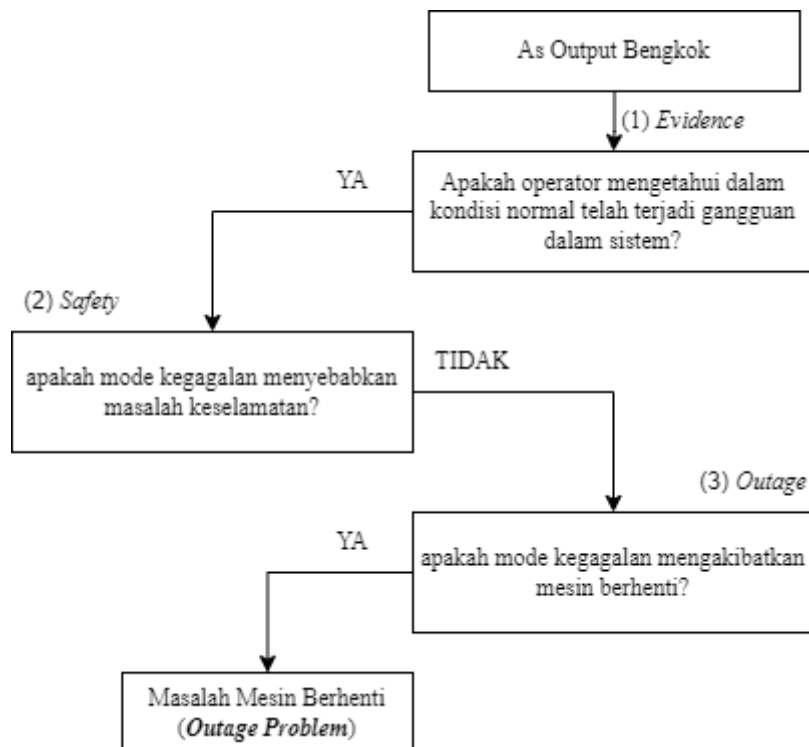 As Output Bengkok
(1) Evidence
YA
Apakah operator mengetahui dalam
kondisi normal telah terjadi gangguan
dalam sistem?
(2) Safety
apakah mode kegagalan menyebabkan
masalah keselamatan?
TIDAK
(3) Outage
YA
apakah mode kegagalan mengakibatkan
mesin berhenti?
Masalah Mesin Berhenti
(Outage Problem)